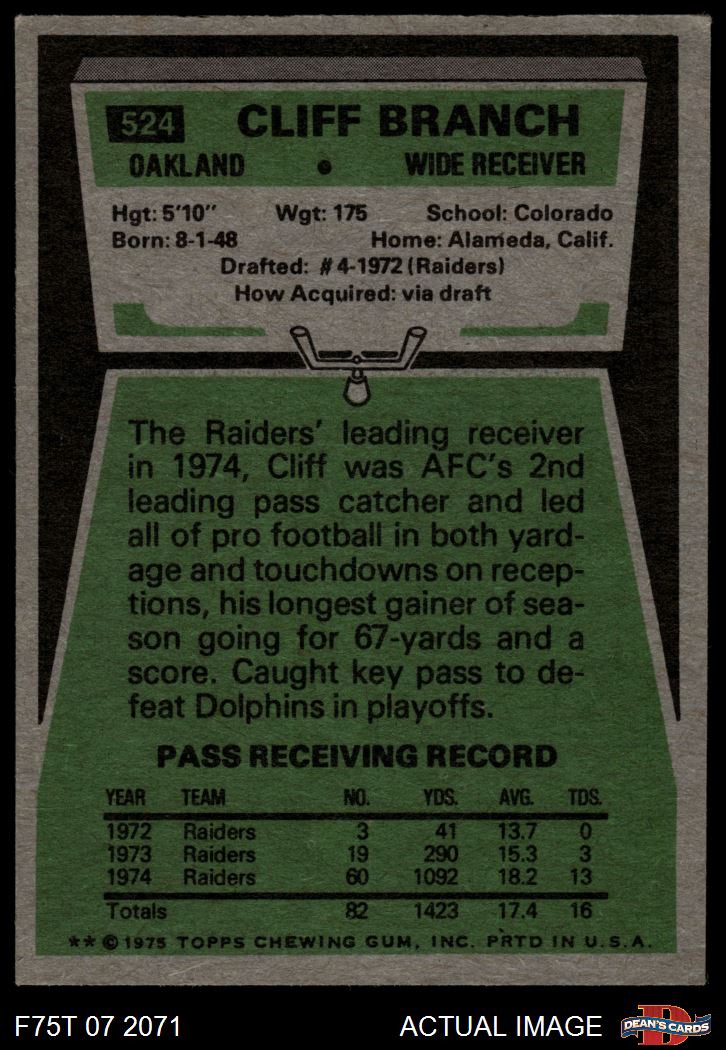 524 CLIFF BRANCH
OAKLAND • WIDE RECEIVER
Hgt: 5'10" Wgt: 175 School: Colorado
Born: 8-1-48 Home: Alameda, Calif.
Drafted: #4-1972 (Raiders)
How Acquired: via draft
The Raiders' leading receiver
in 1974, Cliff was AFC's 2nd
leading pass catcher and led
all of pro football in both yard-
age and touchdowns on recep-
tions, his longest gainer of sea-
son going for 67-yards and a
score. Caught key pass to de-
feat Dolphins in playoffs.
PASS RECEIVING RECORD
YEAR TEAM NO. YDS. AVG. TDS.
1972 Raiders 3 41 13.7 0
1973 Raiders 19 290 15.3 3
1974 Raiders 60 1092 18.2 13
Totals 82 1423 17.4 16
**©1975 TOPPS CHEWING GUM, INC. PRTD IN U.S.A.
F75T 07 2071 ACTUAL IMAGE D DEAN'S CARDS